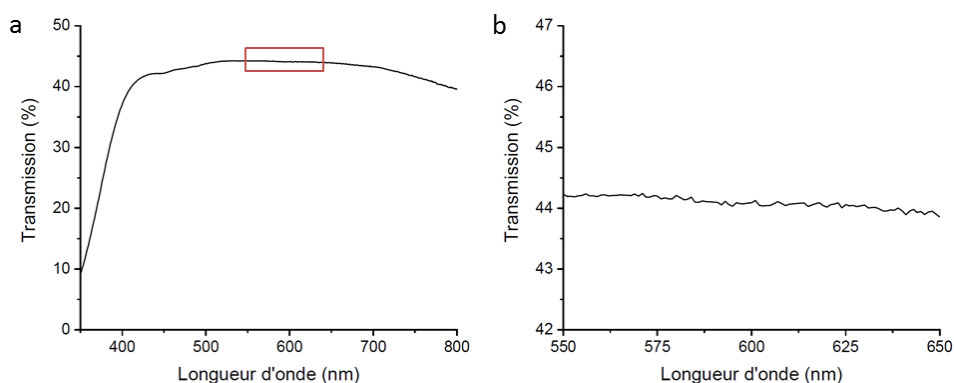 a
50
40
30
20
10
0
Transmission (%)
400 500 600 700 800
Longueur d'onde (nm)
b
47
46
45
44
43
42
Transmission (%)
550 575 600 625 650
Longueur d'onde (nm)